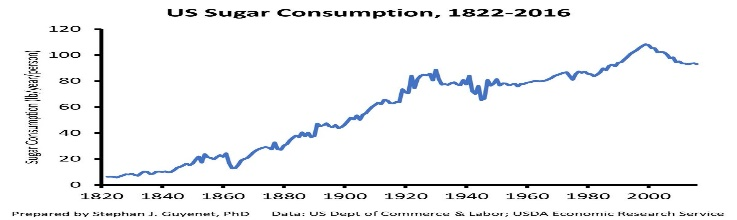 US Sugar Consumption, 1822-2016
Sugar Consumption (lb/year/person)
120
100
80
60
40
20
0
1820 1840 1860 1880 1900 1920 1940 1960 1980 2000
Prepared by Stephan J. Guyenet, PhD Data: US Dept of Commerce & Labor; USDA Economic Research Service